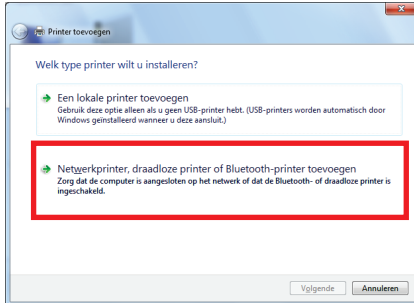 Printer toevoegen
Welk type printer wilt u installeren?
Een lokale printer toevoegen
Gebruik deze optie alleen als u geen USB-printer hebt. (USB-printers worden automatisch door
Windows geïnstalleerd wanneer u deze aansluit.)
Netwerkprinter, draadloze printer of Bluetooth-printer toevoegen
Zorg dat de computer is aangesloten op het netwerk of dat de Bluetooth- of draadloze printer is
ingeschakeld.
Volgende Annuleren